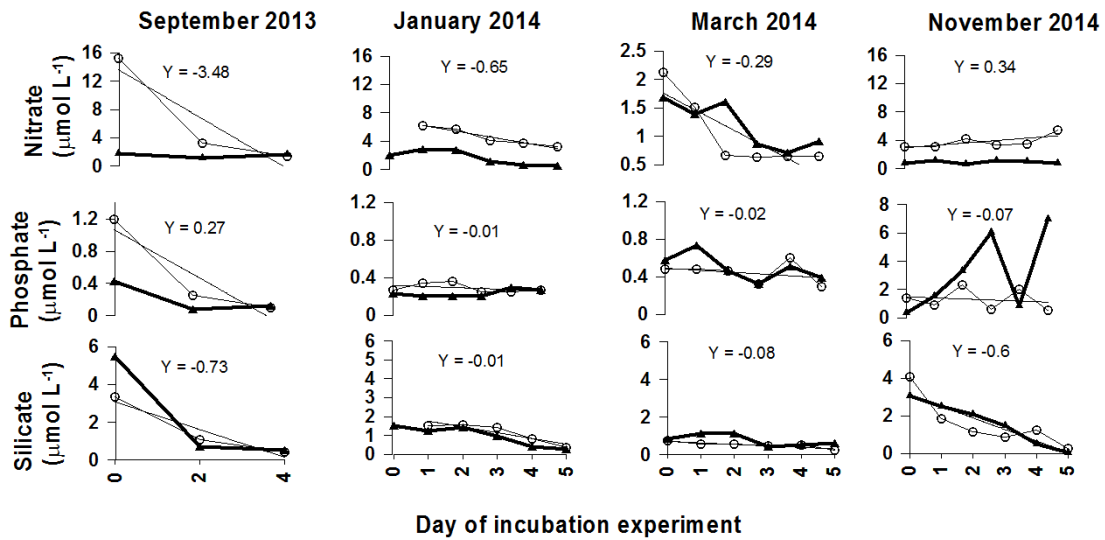 September 2013 January 2014 March 2014 November 2014
Nitrate
(µmol L-1)
16
12
8
4
0
Y = -3.48
16
12
8
4
0
Y = -0.65
2.5
2
1.5
1
0.5
Y = -0.29
16
12
8
4
0
Y = 0.34
Phosphate
(µmol L-1)
1.2
0.8
0.4
0
Y = 0.27
1.2
0.9
0.6
0.3
0
Y = -0.01
1.2
0.8
0.4
0
Y = -0.02
8
6
4
2
0
Y = -0.07
Silicate
(µmol L-1)
6
4
2
0
Y = -0.73
0 2 4
6
5
4
3
2
1
0
Y = -0.01
0 1 2 3 4 5
6
4
2
0
Y = -0.08
0 1 2 3 4 5
6
4
2
0
Y = -0.6
0 1 2 3 4 5
Day of incubation experiment